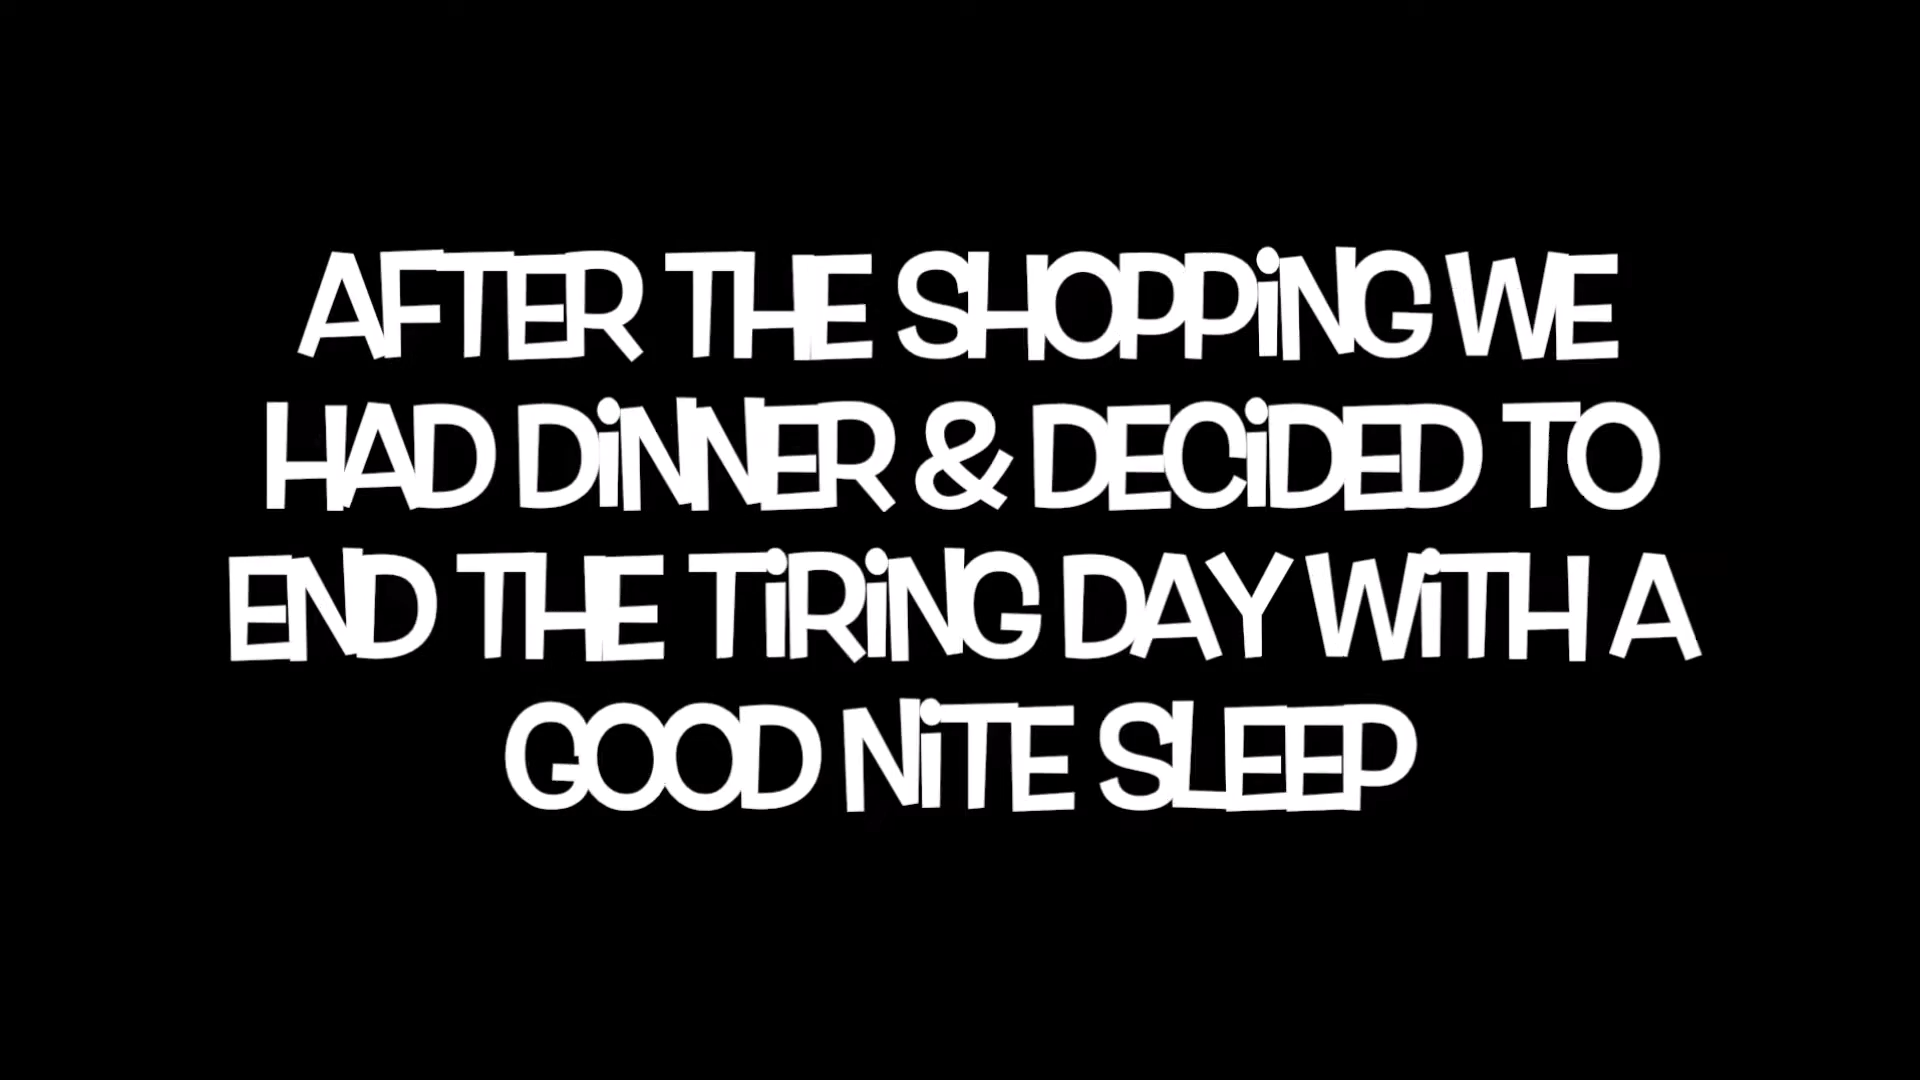 AFTER THE SHOPPiNG WE
HAD DiNNER & DECiDED TO
END THE TiRiNG DAY WiTH A
GOOD NiTE SLEEP